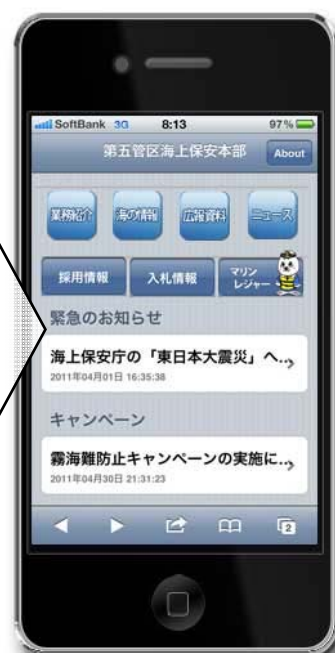 SoftBank 3G 8:13 97%
第五管区海上保安本部 About
業務紹介 海の情報 広報資料 ニュース
採用情報 入札情報 マリン
レジャー
緊急のお知らせ
海上保安庁の「東日本大震災」へ...
2011年04月01日 16:35:38
キャンペーン
霧海難防止キャンペーンの実施に...
2011年04月30日 21:31:23
2